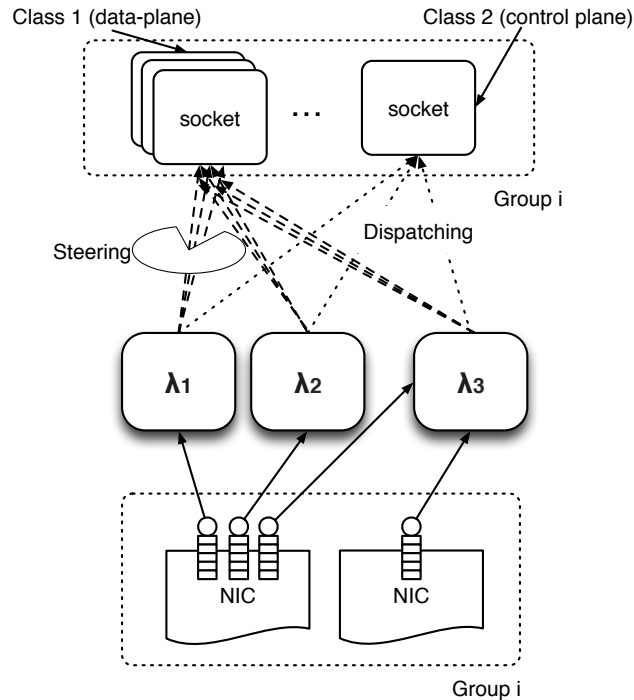 Class 1 (data-plane)
Class 2 (control plane)
socket
...
socket
Group i
Dispatching
Steering
λ1
λ2
λ3
NIC
NIC
Group i